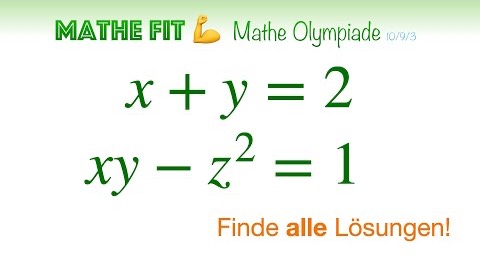 MATHE FIT 💪 Mathe Olympiade 10/9/3
x + y = 2
xy − z² = 1
Finde alle Lösungen!